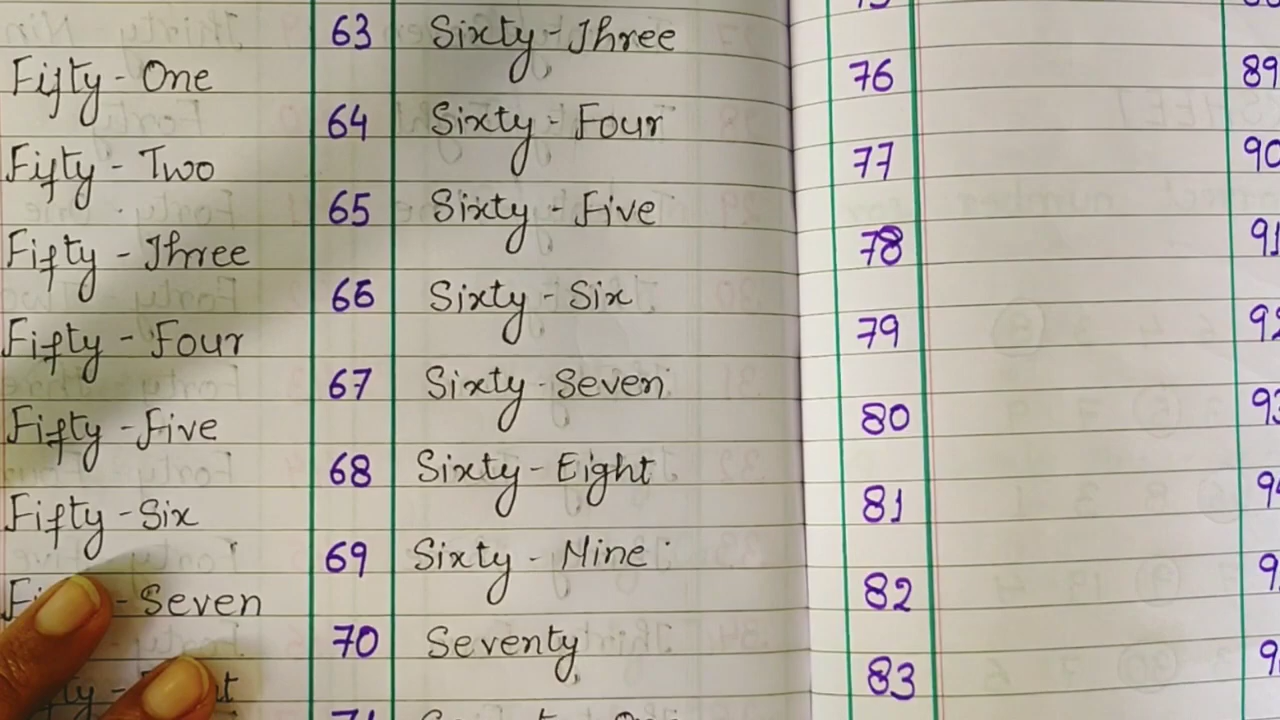 63 Sixty-Three
Fifty-One
64 Sixty-Four
Fifty-Two
65 Sixty-Five
Fifty-Three
66 Sixty-Six
Fifty-Four
67 Sixty-Seven
Fifty-Five
68 Sixty-Eight
Fifty-Six
69 Sixty-Nine
-Seven
70 Seventy
76 89
77 90
78 91
79
80
81
82
83